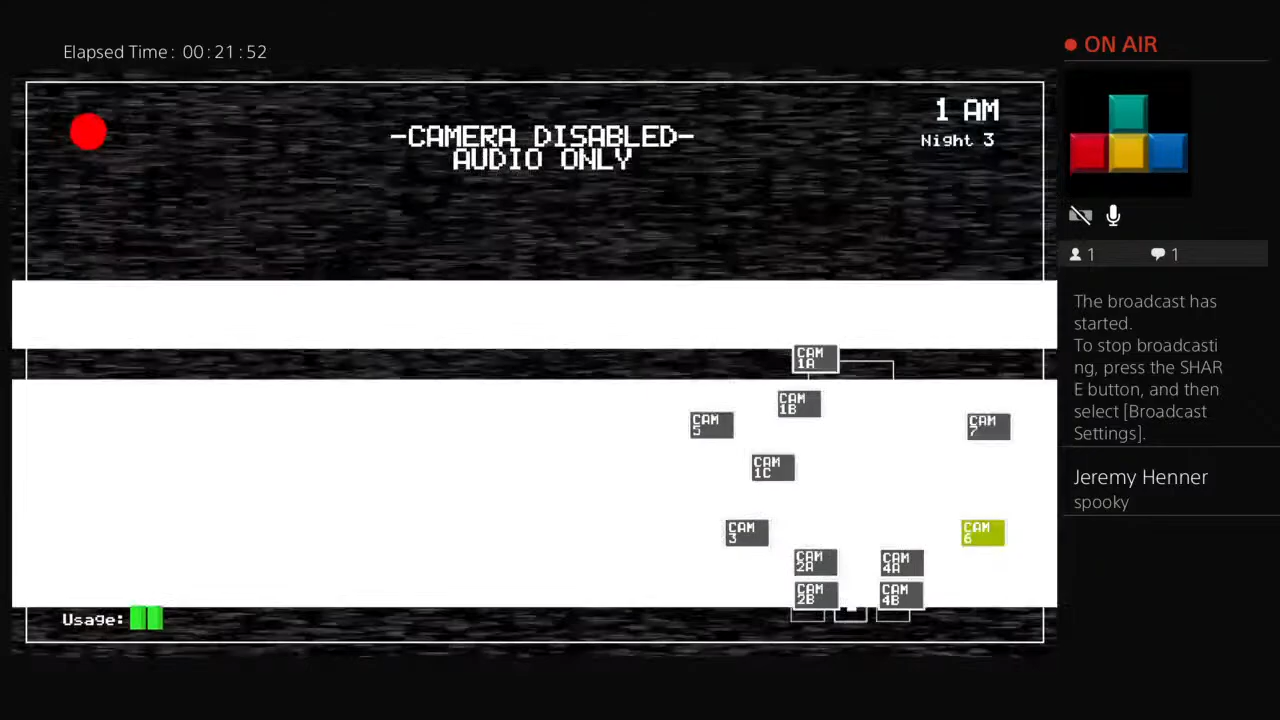 Elapsed Time: 00:21:52
ON AIR
1 AM
Night 3
-CAMERA DISABLED-
AUDIO ONLY
1 1
The broadcast has
started.
To stop broadcasti
ng, press the SHAR
E button, and then
select [Broadcast
Settings].
Jeremy Henner
spooky
CAM
1A
CAM
1B
CAM
5
CAM
7
CAM
1C
CAM
3
CAM
6
CAM
2A
CAM
4A
CAM
2B
CAM
4B
Usage: